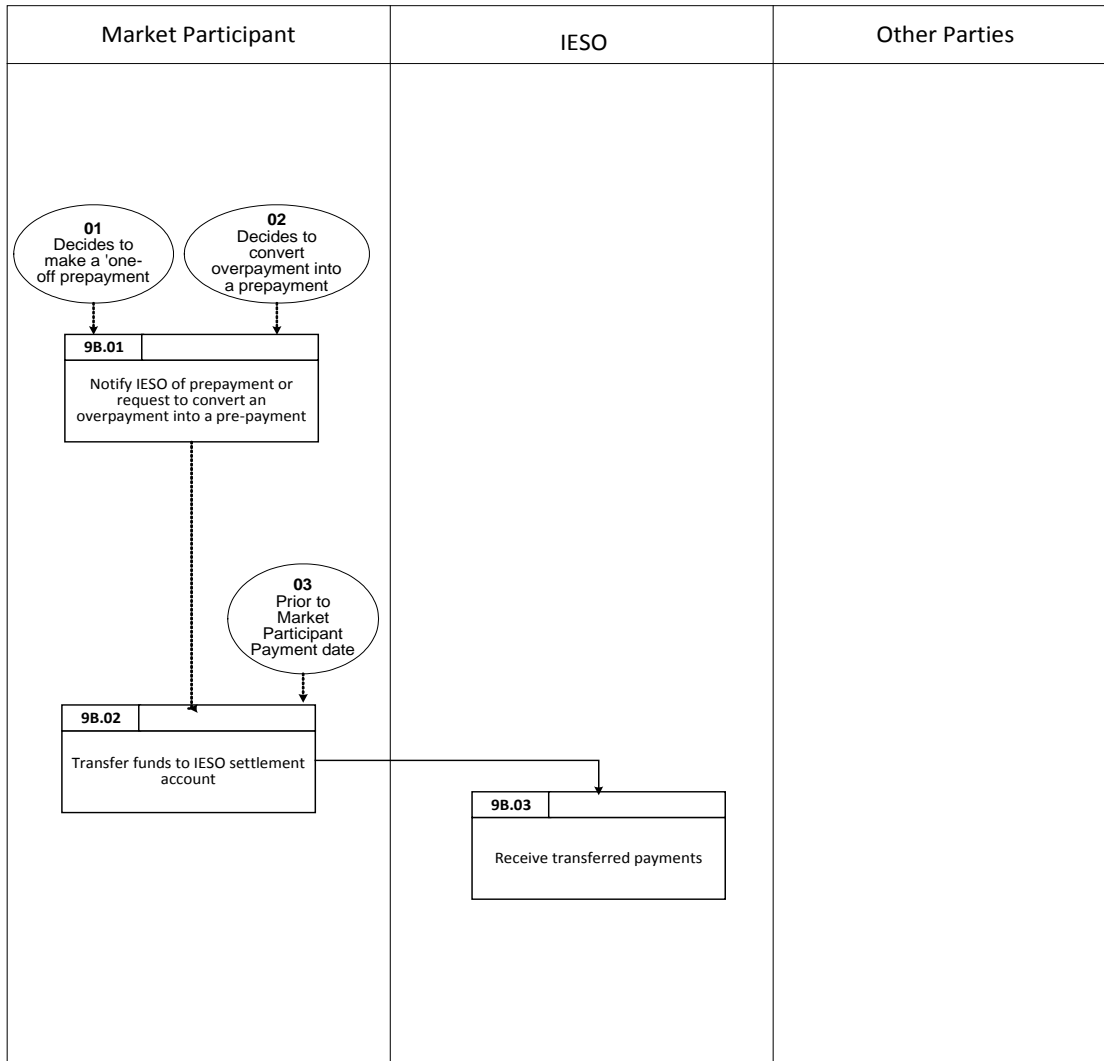 Market Participant
IESO
Other Parties
01
Decides to
make a 'one-
off prepayment
02
Decides to
convert
overpayment into
a prepayment
9B.01
Notify IESO of prepayment or
request to convert an
overpayment into a pre-payment
03
Prior to
Market
Participant
Payment date
9B.02
Transfer funds to IESO settlement
account
9B.03
Receive transferred payments